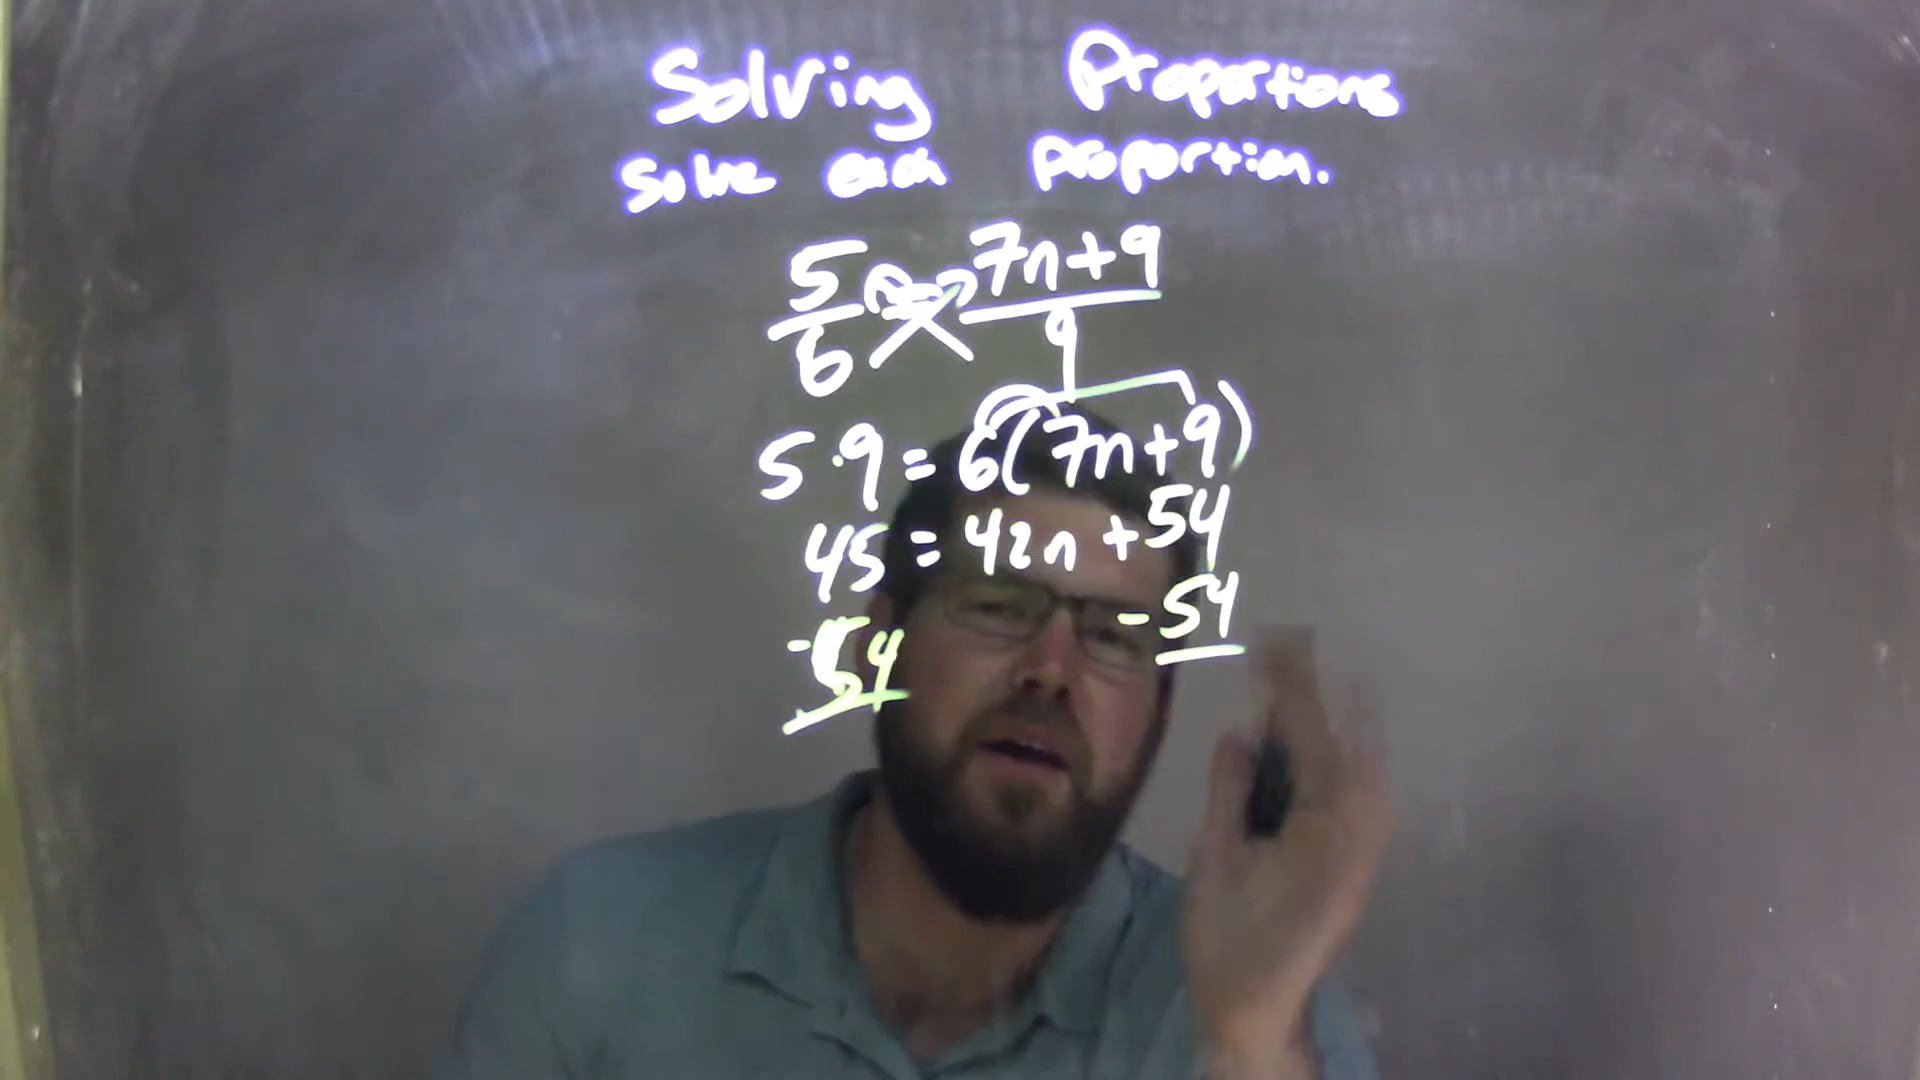 Solving Proportions
Solve each proportion.
5/6 = 7n+9/9
5·9 = 6(7n+9)
45 = 42n + 54
-54 -54